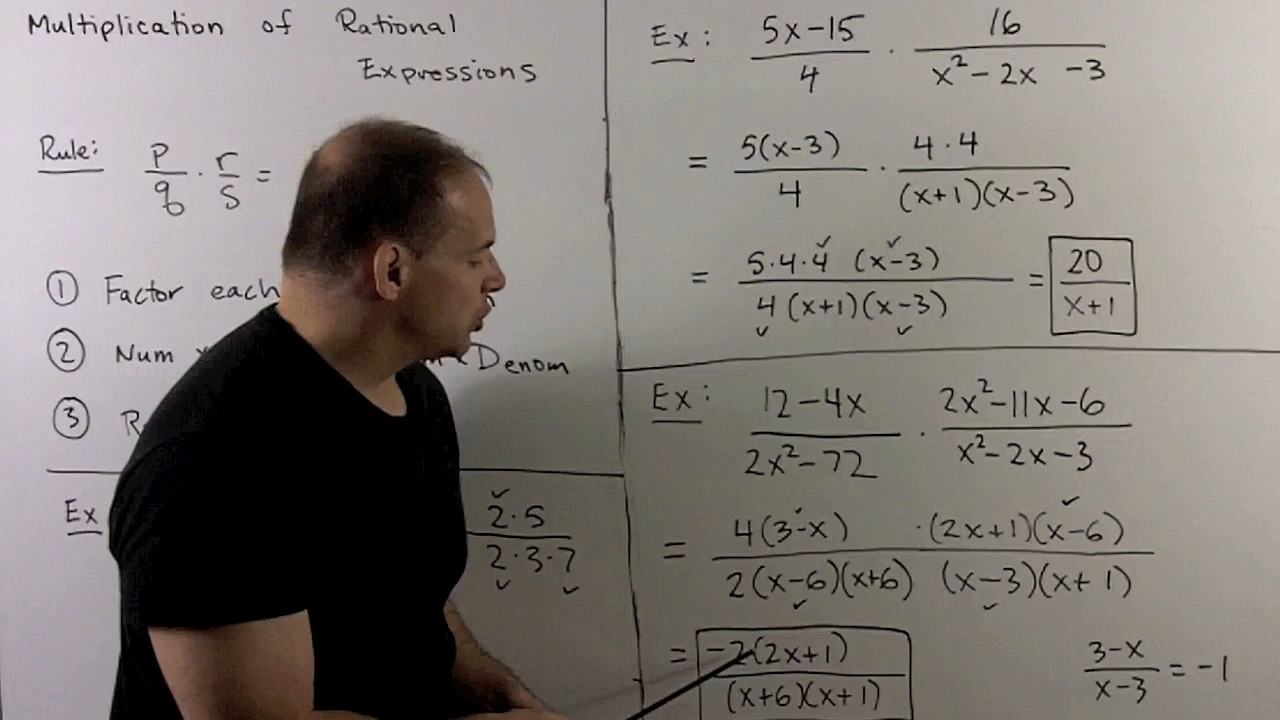 Multiplication of Rational
Expressions
Rule: p/q · r/s =
① Factor each
② Num Denom
③
Ex 2·5
2·3·7
Ex: 5x-15/4 · 16/x²-2x -3
= 5(x-3)/4 · 4·4/(x+1)(x-3)
= 5·4·4 (x-3)/4(x+1)(x-3) = 20/x+1
Ex: 12-4x/2x²-72 · 2x²-11x-6/x²-2x-3
= 4(3-x) ·(2x+1)(x-6)/2(x-6)(x+6) (x-3)(x+1)
= -2(2x+1)/(x+6)(x+1)
3-x/x-3 = -1